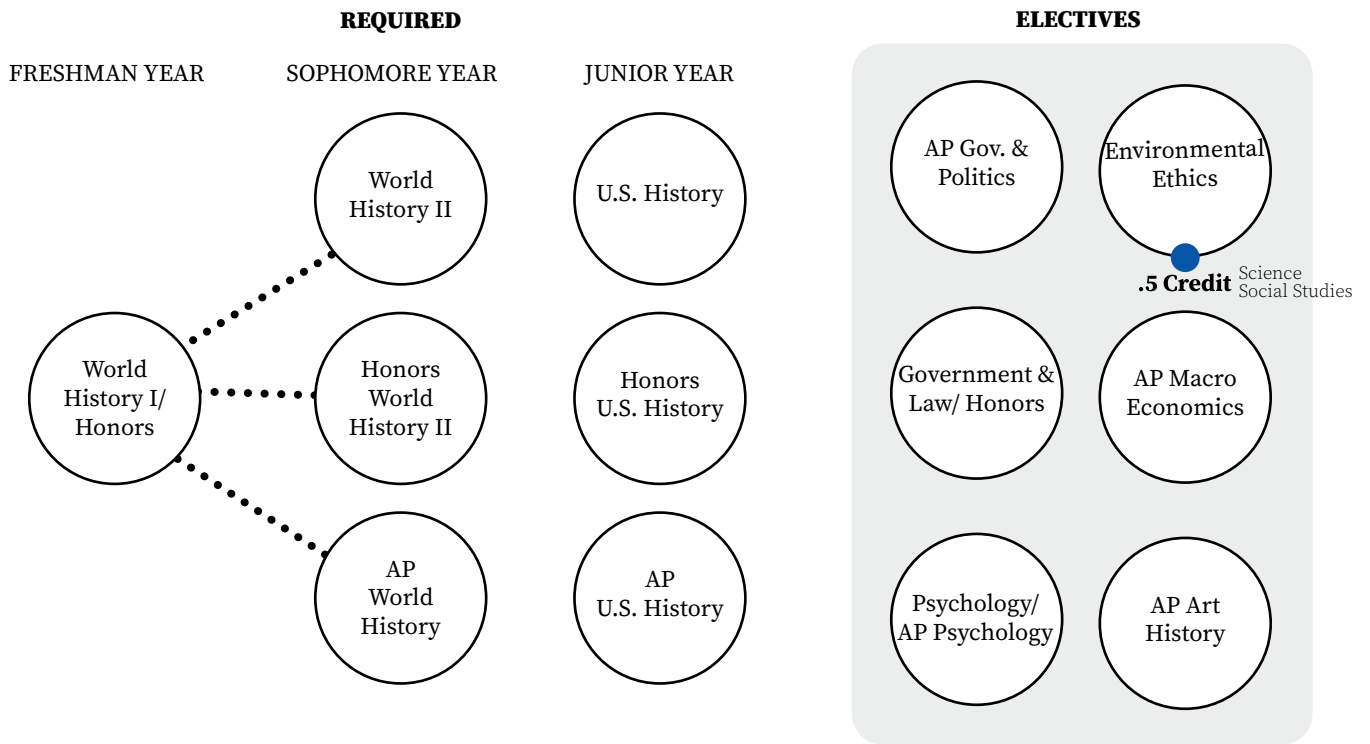 REQUIRED
ELECTIVES
FRESHMAN YEAR
SOPHOMORE YEAR
JUNIOR YEAR
World
History I/
Honors
World
History II
Honors
World
History II
AP
World
History
U.S. History
Honors
U.S. History
AP
U.S. History
AP Gov. &
Politics
Environmental
Ethics
.5 Credit
Science
Social Studies
Government &
Law/ Honors
AP Macro
Economics
Psychology/
AP Psychology
AP Art
History